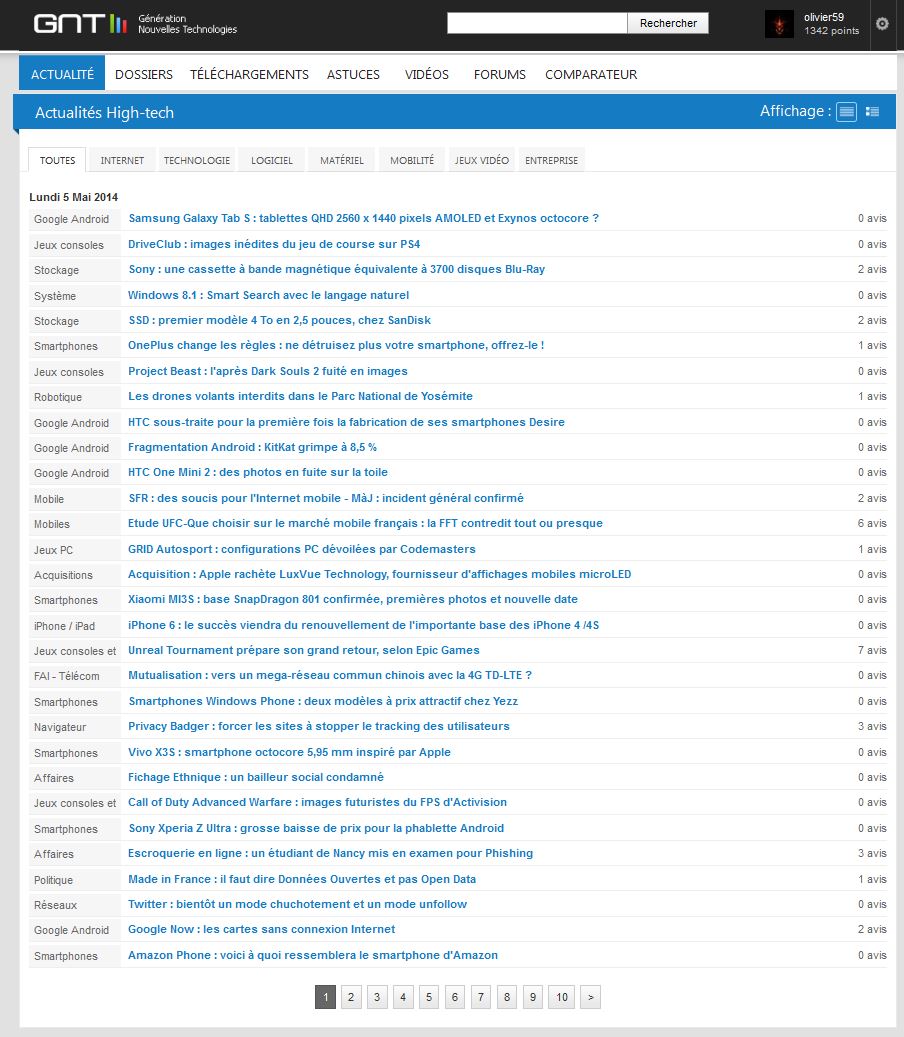 GNT Génération
Nouvelles Technologies
Rechercher
olivier59
1342 points
ACTUALITÉ DOSSIERS TÉLÉCHARGEMENTS ASTUCES VIDÉOS FORUMS COMPARATEUR
Actualités High-tech Affichage :
TOUTES INTERNET TECHNOLOGIE LOGICIEL MATÉRIEL MOBILITÉ JEUX VIDÉO ENTREPRISE
Lundi 5 Mai 2014
Google Android Samsung Galaxy Tab S : tablettes QHD 2560 x 1440 pixels AMOLED et Exynos octocore ? 0 avis
Jeux consoles DriveClub : images inédites du jeu de course sur PS4 0 avis
Stockage Sony : une cassette à bande magnétique équivalente à 3700 disques Blu-Ray 2 avis
Système Windows 8.1 : Smart Search avec le langage naturel 0 avis
Stockage SSD : premier modèle 4 To en 2,5 pouces, chez SanDisk 2 avis
Smartphones OnePlus change les règles : ne détruisez plus votre smartphone, offrez-le ! 1 avis
Jeux consoles Project Beast : l'après Dark Souls 2 fuité en images 0 avis
Robotique Les drones volants interdits dans le Parc National de Yosémite 1 avis
Google Android HTC sous-traite pour la première fois la fabrication de ses smartphones Desire 0 avis
Google Android Fragmentation Android : KitKat grimpe à 8,5 % 0 avis
Google Android HTC One Mini 2 : des photos en fuite sur la toile 0 avis
Mobile SFR : des soucis pour l'Internet mobile - MàJ : incident général confirmé 2 avis
Mobiles Etude UFC-Que choisir sur le marché mobile français : la FFT contredit tout ou presque 6 avis
Jeux PC GRID Autosport : configurations PC dévoilées par Codemasters 1 avis
Acquisitions Acquisition : Apple rachète LuxVue Technology, fournisseur d'affichages mobiles microLED 0 avis
Smartphones Xiaomi MI3S : base SnapDragon 801 confirmée, premières photos et nouvelle date 0 avis
iPhone / iPad iPhone 6 : le succès viendra du renouvellement de l'importante base des iPhone 4 /4S 0 avis
Jeux consoles et Unreal Tournament prépare son grand retour, selon Epic Games 7 avis
FAI - Télécom Mutualisation : vers un mega-réseau commun chinois avec la 4G TD-LTE ? 0 avis
Smartphones Smartphones Windows Phone : deux modèles à prix attractif chez Yezz 0 avis
Navigateur Privacy Badger : forcer les sites à stopper le tracking des utilisateurs 3 avis
Smartphones Vivo X3S : smartphone octocore 5,95 mm inspiré par Apple 0 avis
Affaires Fichage Ethnique : un bailleur social condamné 0 avis
Jeux consoles et Call of Duty Advanced Warfare : images futuristes du FPS d'Activision 0 avis
Smartphones Sony Xperia Z Ultra : grosse baisse de prix pour la phablette Android 0 avis
Affaires Escroquerie en ligne : un étudiant de Nancy mis en examen pour Phishing 3 avis
Politique Made in France : il faut dire Données Ouvertes et pas Open Data 1 avis
Réseaux Twitter : bientôt un mode chuchotement et un mode unfollow 0 avis
Google Android Google Now : les cartes sans connexion Internet 2 avis
Smartphones Amazon Phone : voici à quoi ressemblera le smartphone d'Amazon 0 avis
1 2 3 4 5 6 7 8 9 10 >